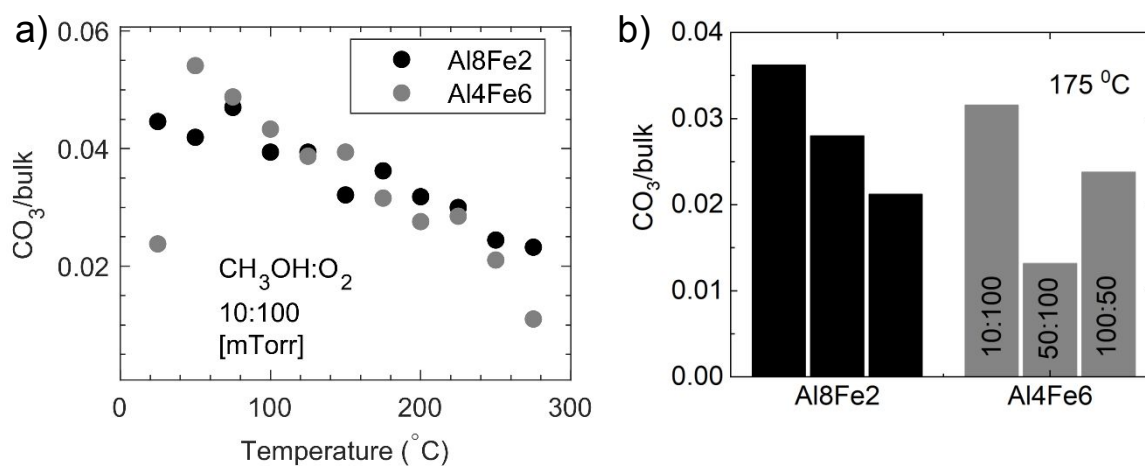 a)
0.06
0.04
0.02
CO₃/bulk
Al8Fe2
Al4Fe6
CH₃OH:O₂
10:100
[mTorr]
0 100 200 300
Temperature (°C)
b)
0.04
0.03
0.02
0.01
0.00
CO₃/bulk
175 ⁰C
10:100
50:100
100:50
Al8Fe2 Al4Fe6